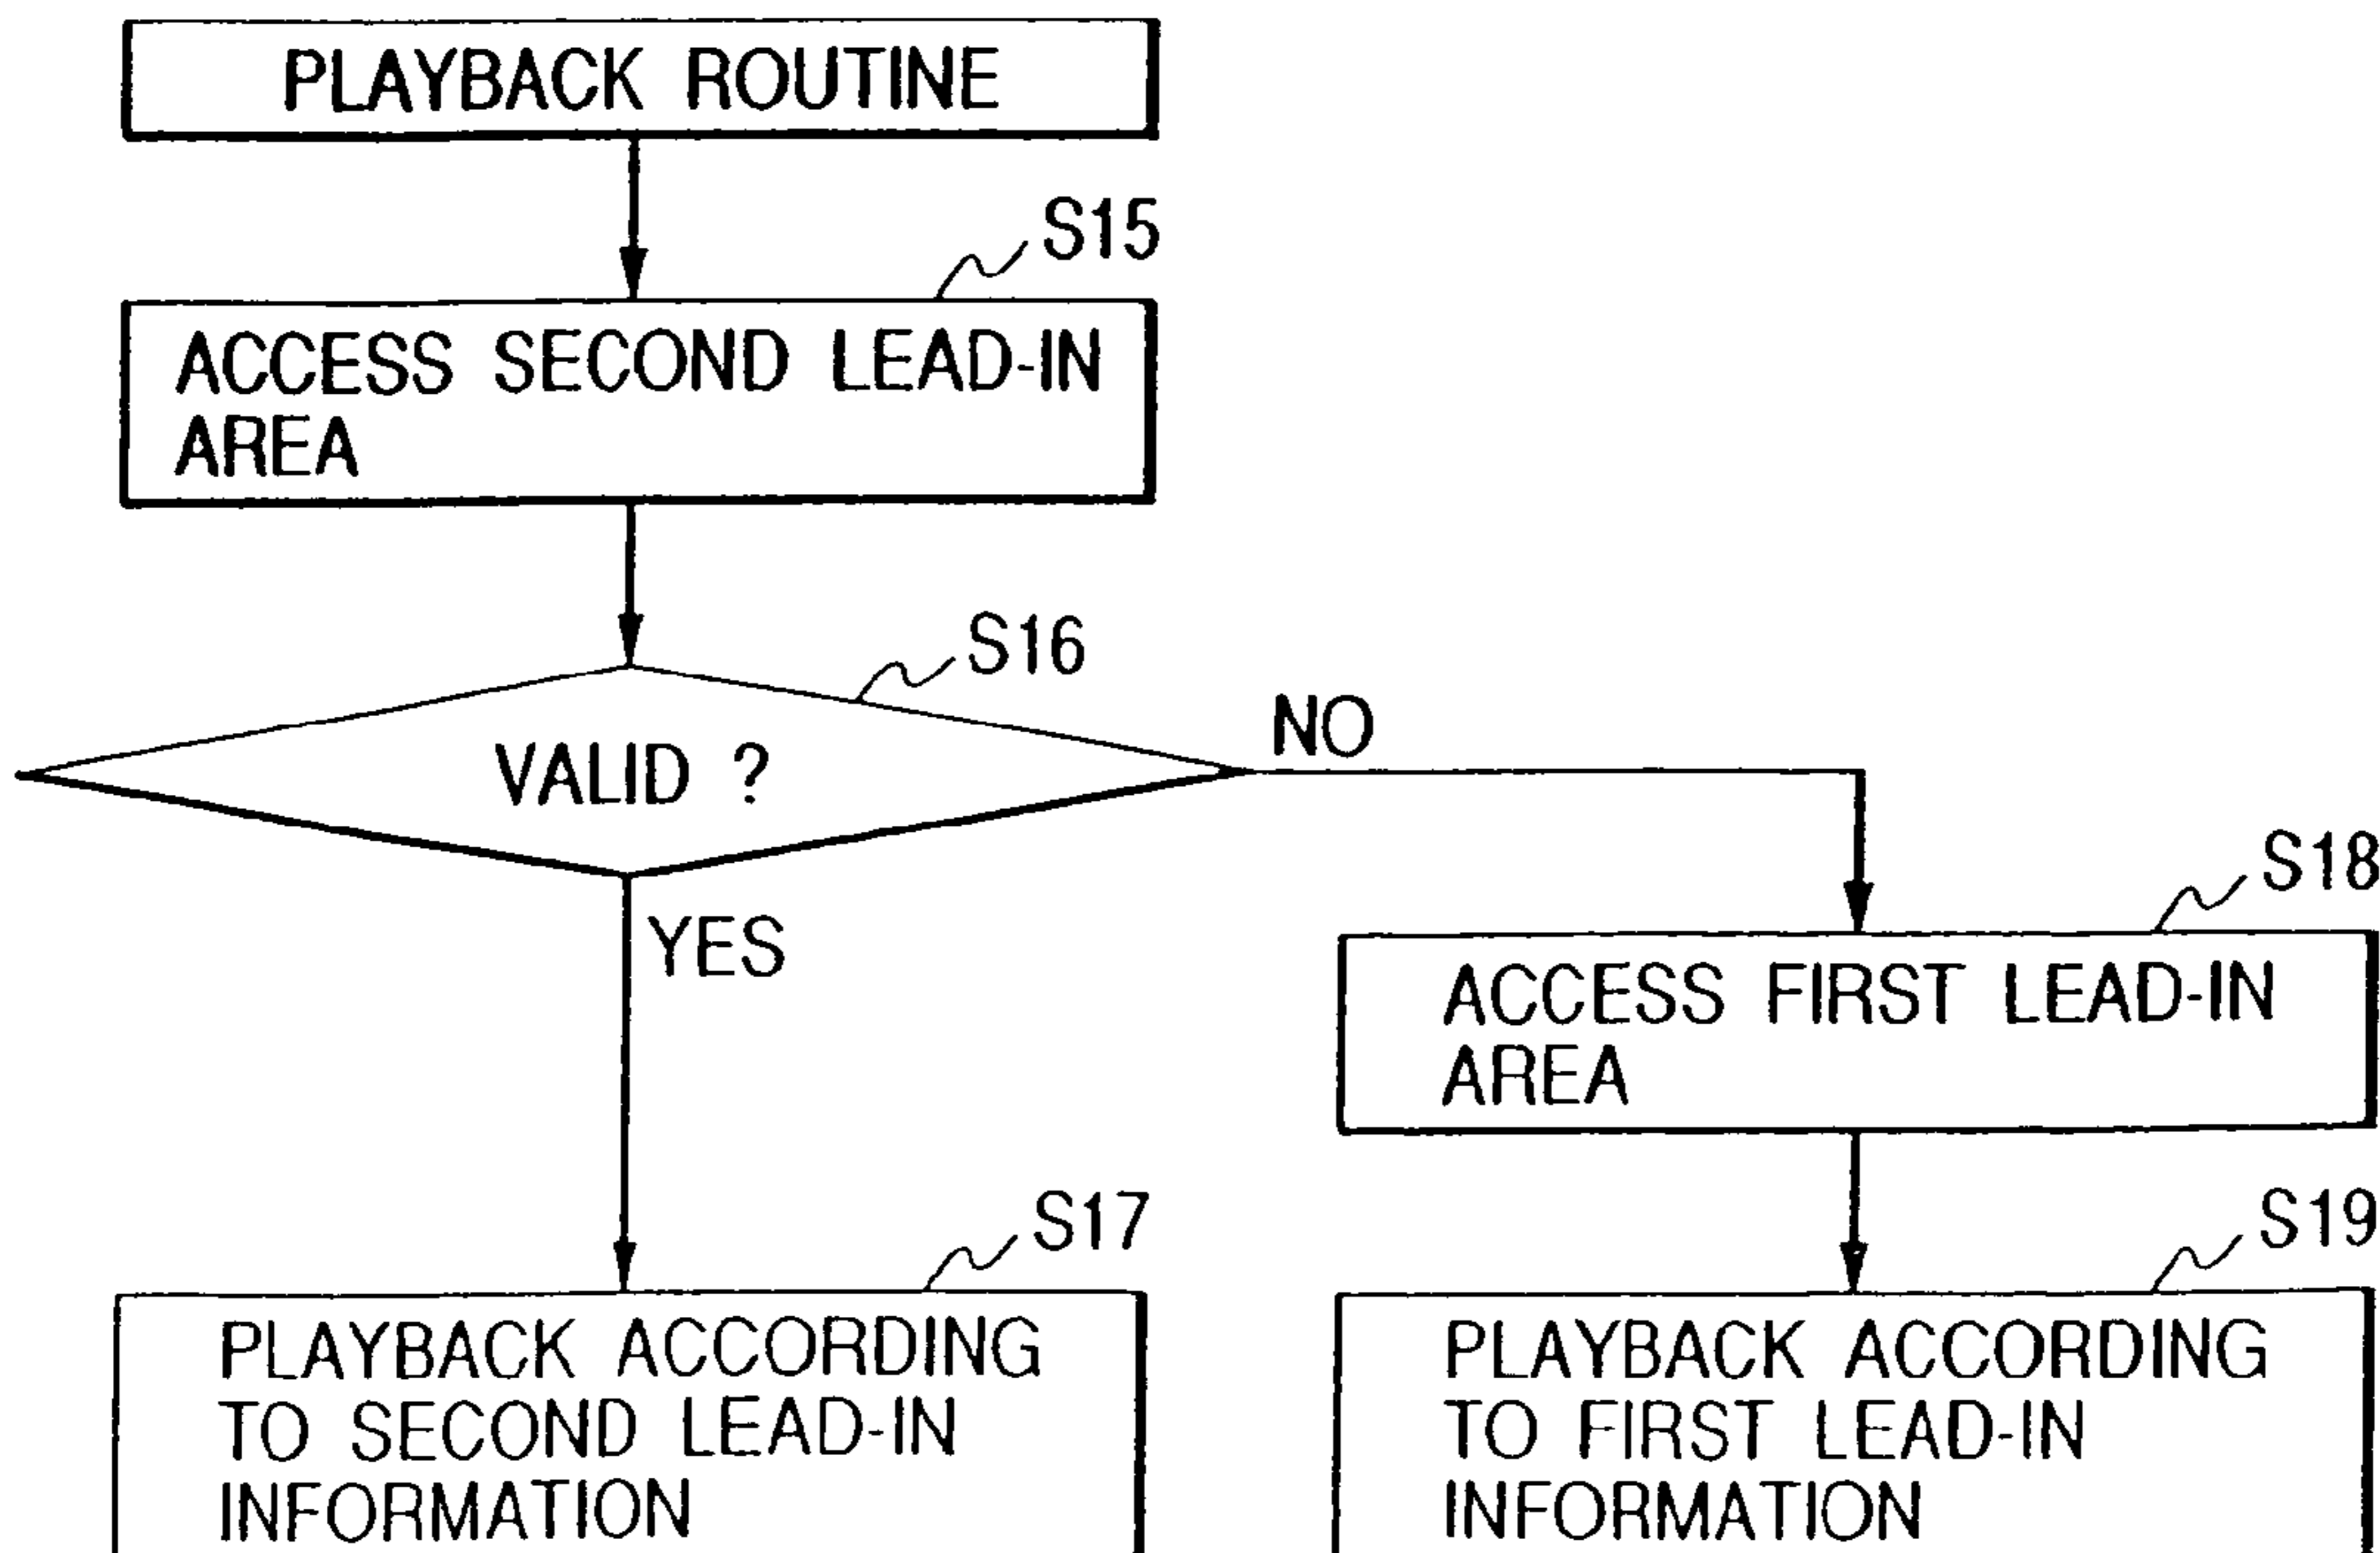 PLAYBACK ROUTINE
S15
ACCESS SECOND LEAD-IN
AREA
S16
VALID ?
NO
YES
S18
ACCESS FIRST LEAD-IN
AREA
S17
PLAYBACK ACCORDING
TO SECOND LEAD-IN
INFORMATION
S19
PLAYBACK ACCORDING
TO FIRST LEAD-IN
INFORMATION